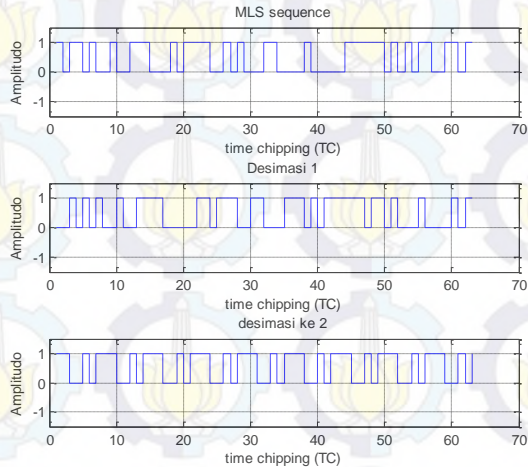 MLS sequence
Amplitudo
1
0
-1
0 10 20 30 40 50 60 70
time chipping (TC)
Desimasi 1
Amplitudo
1
0
-1
0 10 20 30 40 50 60 70
time chipping (TC)
desimasi ke 2
Amplitudo
1
0
-1
0 10 20 30 40 50 60 70
time chipping (TC)